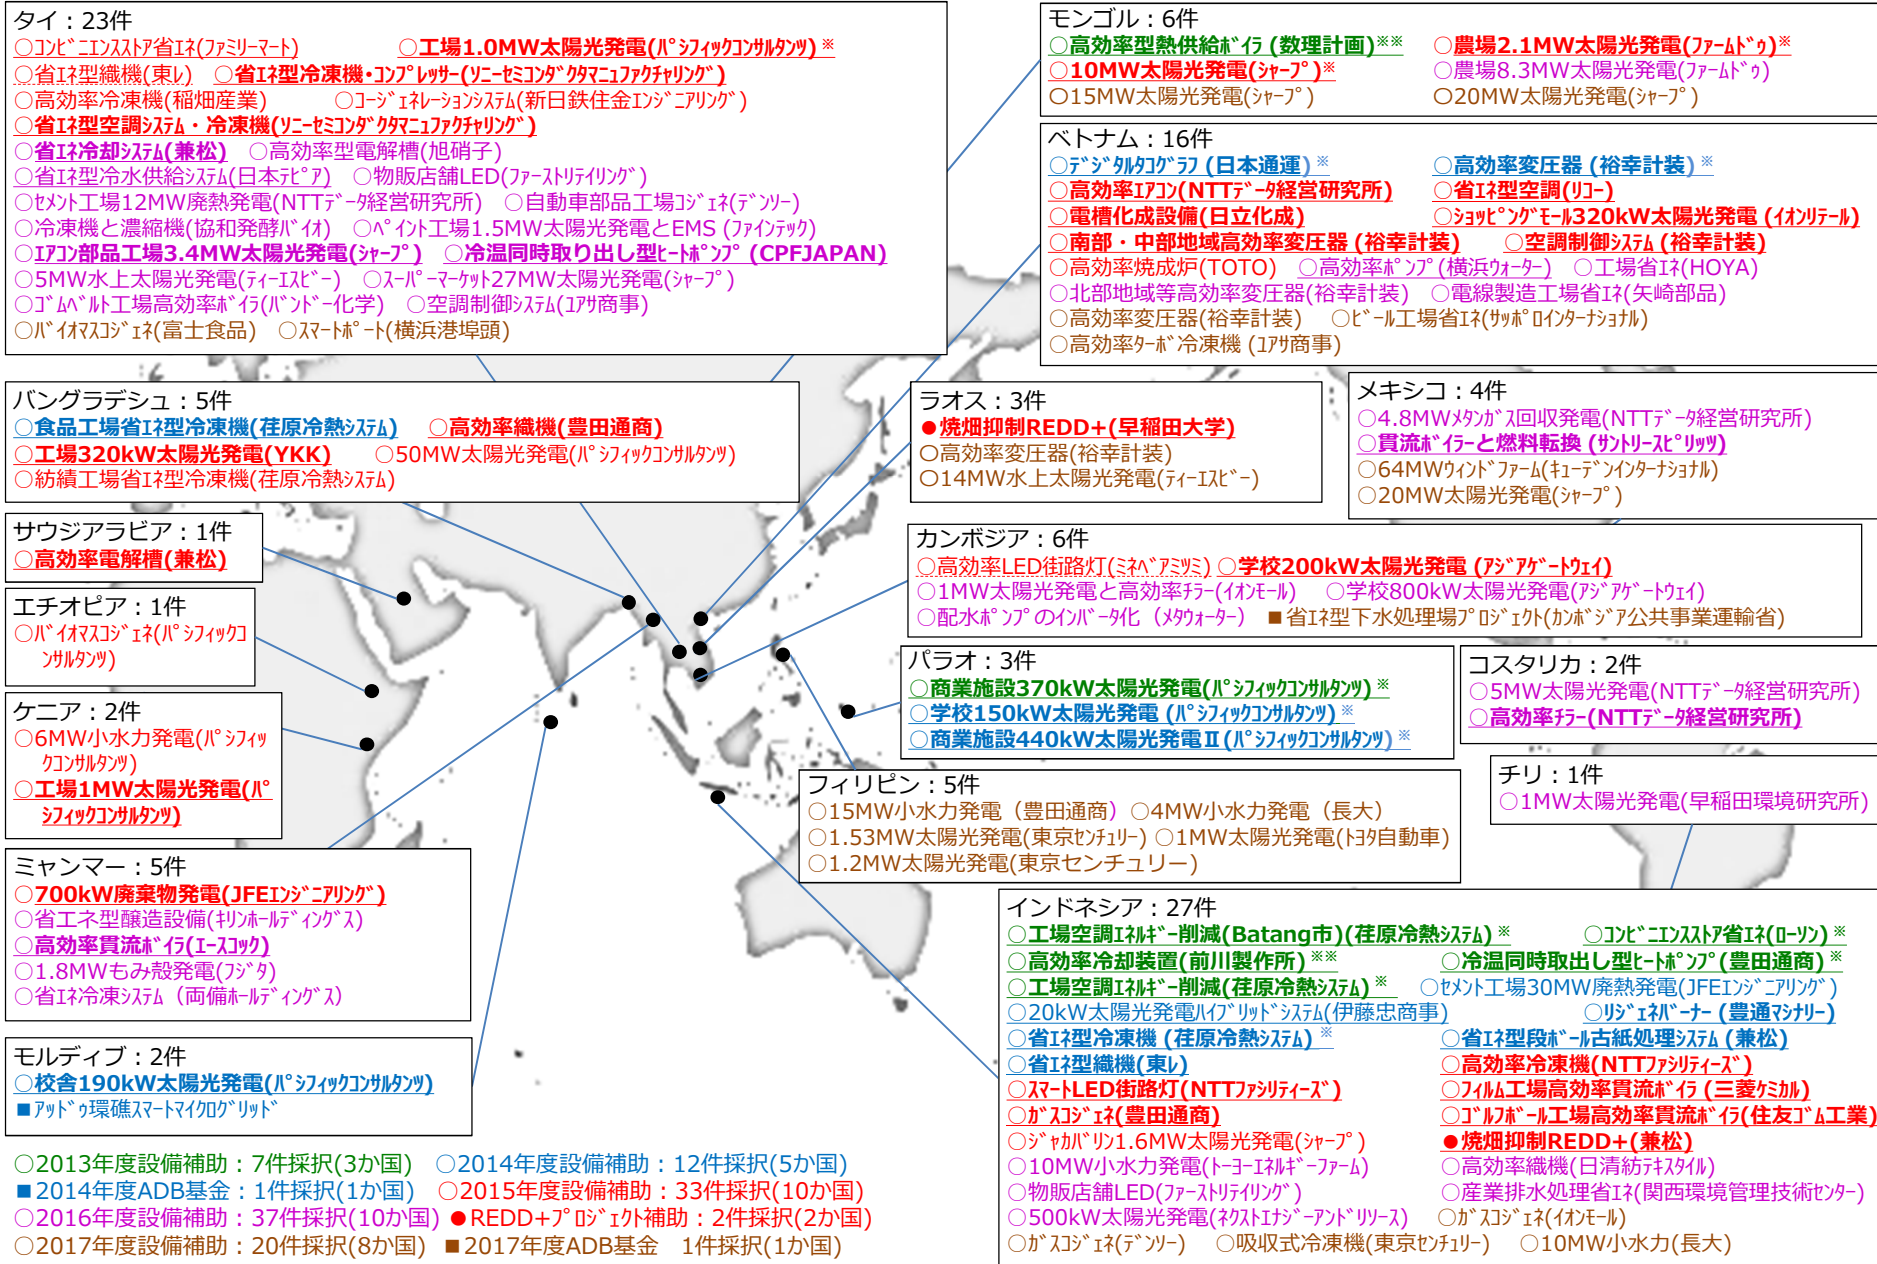 タイ：23件
○ｺﾝﾋﾞﾆｴﾝｽｽﾄｱ省ｴﾈ(ﾌｧﾐﾘｰﾏｰﾄ) ○工場1.0MW太陽光発電(ﾊﾟｼﾌｨｯｸｺﾝｻﾙﾀﾝﾂ)※
○省ｴﾈ型織機(東ﾚ) ○省ｴﾈ型冷凍機・ｺﾝﾌﾟﾚｯｻｰ(ｿﾆｰｾﾐｺﾝﾀﾞｸﾀﾏﾆｭﾌｧｸﾁｬﾘﾝｸﾞ)
○高効率冷凍機(稲畑産業) ○ｺｰｼﾞｪﾈﾚｰｼｮﾝｼｽﾃﾑ(新日鉄住金ｴﾝｼﾞﾆｱﾘﾝｸﾞ)
○省ｴﾈ型空調ｼｽﾃﾑ・冷凍機(ｿﾆｰｾﾐｺﾝﾀﾞｸﾀﾏﾆｭﾌｧｸﾁｬﾘﾝｸﾞ)
○省ｴﾈ冷却ｼｽﾃﾑ(兼松) ○高効率型電解槽(旭硝子)
○省ｴﾈ型冷水供給ｼｽﾃﾑ(日本ﾃﾋﾟｱ) ○物販店舗LED(ﾌｧｰｽﾄﾘﾃｲﾘﾝｸﾞ)
○ｾﾒﾝﾄ工場12MW廃熱発電(NTTﾃﾞｰﾀ経営研究所) ○自動車部品工場ｺｼﾞｪﾈ(ﾃﾞﾝｿｰ)
○冷凍機と濃縮機(協和発酵ﾊﾞｲｵ) ○ﾍﾟｲﾝﾄ工場1.5MW太陽光発電とEMS (ﾌｧｲﾝﾃｯｸ)
○ｴｱｺﾝ部品工場3.4MW太陽光発電(ｼｬｰﾌﾟ) ○冷温同時取り出し型ﾋｰﾄﾎﾟﾝﾌﾟ (CPFJAPAN)
○5MW水上太陽光発電(ﾃｨｰｴｽﾋﾞｰ) ○ｽｰﾊﾟｰﾏｰｹｯﾄ27MW太陽光発電(ｼｬｰﾌﾟ)
○ｺﾞﾑﾍﾞﾙﾄ工場高効率ﾎﾞｲﾗ(ﾊﾞﾝﾄﾞｰ化学) ○空調制御ｼｽﾃﾑ(ﾕｱｻ商事)
○ﾊﾞｲｵﾏｽｺｼﾞｪﾈ(富士食品) ○ｽﾏｰﾄﾎﾟｰﾄ(横浜港埠頭)
モンゴル：6件
○高効率型熱供給ﾎﾞｲﾗ (数理計画)※※ ○農場2.1MW太陽光発電(ﾌｧｰﾑﾄﾞｩ)※
○10MW太陽光発電(ｼｬｰﾌﾟ)※ ○農場8.3MW太陽光発電(ﾌｧｰﾑﾄﾞｩ)
○15MW太陽光発電(ｼｬｰﾌﾟ) ○20MW太陽光発電(ｼｬｰﾌﾟ)
ベトナム：16件
○ﾃﾞｼﾞﾀﾙﾀｺｸﾞﾗﾌ (日本通運) ※ ○高効率変圧器 (裕幸計装) ※
○高効率ｴｱｺﾝ(NTTﾃﾞｰﾀ経営研究所) ○省ｴﾈ型空調(ﾘｺｰ)
○電槽化成設備(日立化成) ○ｼｮｯﾋﾟﾝｸﾞﾓｰﾙ320kW太陽光発電 (ｲｵﾝﾘﾃｰﾙ)
○南部・中部地域高効率変圧器 (裕幸計装) ○空調制御ｼｽﾃﾑ (裕幸計装)
○高効率焼成炉(TOTO) ○高効率ﾎﾟﾝﾌﾟ(横浜ｳｫｰﾀｰ) ○工場省ｴﾈ(HOYA)
○北部地域等高効率変圧器(裕幸計装) ○電線製造工場省ｴﾈ(矢崎部品)
○高効率変圧器(裕幸計装) ○ﾋﾞｰﾙ工場省ｴﾈ(ｻｯﾎﾟﾛｲﾝﾀｰﾅｼｮﾅﾙ)
○高効率ﾀｰﾎﾞ冷凍機 (ﾕｱｻ商事)
バングラデシュ：5件
○食品工場省ｴﾈ型冷凍機(荏原冷熱ｼｽﾃﾑ) ○高効率織機(豊田通商)
○工場320kW太陽光発電(YKK) ○50MW太陽光発電(ﾊﾟｼﾌｨｯｸｺﾝｻﾙﾀﾝﾂ)
○紡績工場省ｴﾈ型冷凍機(荏原冷熱ｼｽﾃﾑ)
ラオス：3件
●焼畑抑制REDD+(早稲田大学)
○高効率変圧器(裕幸計装)
○14MW水上太陽光発電(ﾃｨｰｴｽﾋﾞｰ)
メキシコ：4件
○4.8MWﾒﾀﾝｶﾞｽ回収発電(NTTﾃﾞｰﾀ経営研究所)
○貫流ﾎﾞｲﾗｰと燃料転換 (ｻﾝﾄﾘｰｽﾋﾟﾘｯﾂ)
○64MWｳｨﾝﾄﾞﾌｧｰﾑ(ｷｭｰﾃﾞﾝｲﾝﾀｰﾅｼｮﾅﾙ)
○20MW太陽光発電(ｼｬｰﾌﾟ)
サウジアラビア：1件
○高効率電解槽(兼松)
カンボジア：6件
○高効率LED街路灯(ﾐﾈﾍﾞｱﾐﾂﾐ) ○学校200kW太陽光発電 (ｱｼﾞｱｹﾞｰﾄｳｪｲ)
○1MW太陽光発電と高効率ﾁﾗｰ(ｲｵﾝﾓｰﾙ) ○学校800kW太陽光発電(ｱｼﾞｱｹﾞｰﾄｳｪｲ)
○配水ﾎﾟﾝﾌﾟのｲﾝﾊﾞｰﾀ化（ﾒﾀｳｫｰﾀｰ） ■省ｴﾈ型下水処理場ﾌﾟﾛｼﾞｪｸﾄ(ｶﾝﾎﾞｼﾞｱ公共事業運輸省)
エチオピア：1件
○ﾊﾞｲｵﾏｽｺｼﾞｪﾈ(ﾊﾟｼﾌｨｯｸｺ
ﾝｻﾙﾀﾝﾂ)
パラオ：3件
○商業施設370kW太陽光発電(ﾊﾟｼﾌｨｯｸｺﾝｻﾙﾀﾝﾂ)※
○学校150kW太陽光発電 (ﾊﾟｼﾌｨｯｸｺﾝｻﾙﾀﾝﾂ)※
○商業施設440kW太陽光発電Ⅱ(ﾊﾟｼﾌｨｯｸｺﾝｻﾙﾀﾝﾂ) ※
コスタリカ：2件
○5MW太陽光発電(NTTﾃﾞｰﾀ経営研究所)
○高効率ﾁﾗｰ(NTTﾃﾞｰﾀ経営研究所)
ケニア：2件
○6MW小水力発電(ﾊﾟｼﾌｨｯ
ｸｺﾝｻﾙﾀﾝﾂ)
○工場1MW太陽光発電(ﾊﾟ
ｼﾌｨｯｸｺﾝｻﾙﾀﾝﾂ)
フィリピン：5件
○15MW小水力発電（豊田通商）○4MW小水力発電（長大）
○1.53MW太陽光発電(東京ｾﾝﾁｭﾘｰ) ○1MW太陽光発電(ﾄﾖﾀ自動車)
○1.2MW太陽光発電(東京センチュリー)
チリ：1件
○1MW太陽光発電(早稲田環境研究所)
ミャンマー：5件
○700kW廃棄物発電(JFEｴﾝｼﾞﾆｱﾘﾝｸﾞ)
○省エネ型醸造設備(ｷﾘﾝﾎｰﾙﾃﾞｨﾝｸﾞｽ)
○高効率貫流ﾎﾞｲﾗ(ｴｰｽｺｯｸ)
○1.8MWもみ殻発電(ﾌｼﾞﾀ)
○省ｴﾈ冷凍ｼｽﾃﾑ（両備ﾎｰﾙﾃﾞｨﾝｸﾞｽ）
モルディブ：2件
○校舎190kW太陽光発電(ﾊﾟｼﾌｨｯｸｺﾝｻﾙﾀﾝﾂ)
■ｱｯﾄﾞｩ環礁ｽﾏｰﾄﾏｲｸﾛｸﾞﾘｯﾄﾞ
インドネシア：27件
○工場空調ｴﾈﾙｷﾞｰ削減(Batang市)(荏原冷熱ｼｽﾃﾑ)※ ○ｺﾝﾋﾞﾆｴﾝｽｽﾄｱ省ｴﾈ(ﾛｰｿﾝ)※
○高効率冷却装置(前川製作所)※※ ○冷温同時取出し型ﾋｰﾄﾎﾟﾝﾌﾟ(豊田通商)※
○工場空調ｴﾈﾙｷﾞｰ削減(荏原冷熱ｼｽﾃﾑ)※ ○ｾﾒﾝﾄ工場30MW廃熱発電(JFEｴﾝｼﾞﾆｱﾘﾝｸﾞ)
○20kW太陽光発電ﾊｲﾌﾞﾘｯﾄﾞｼｽﾃﾑ(伊藤忠商事) ○ﾘｼﾞｪﾈﾊﾞｰﾅｰ (豊通ﾏｼﾅﾘｰ)
○省ｴﾈ型冷凍機 (荏原冷熱ｼｽﾃﾑ) ※ ○省ｴﾈ型段ﾎﾞｰﾙ古紙処理ｼｽﾃﾑ (兼松)
○省ｴﾈ型織機(東ﾚ) ○高効率冷凍機(NTTﾌｧｼﾘﾃｨｰｽﾞ)
○ｽﾏｰﾄLED街路灯(NTTﾌｧｼﾘﾃｨｰｽﾞ) ○ﾌｨﾙﾑ工場高効率貫流ﾎﾞｲﾗ (三菱ｹﾐｶﾙ)
○ｶﾞｽｺｼﾞｪﾈ(豊田通商) ○ｺﾞﾙﾌﾎﾞｰﾙ工場高効率貫流ﾎﾞｲﾗ(住友ｺﾞﾑ工業)
○ｼﾞｬｶﾊﾞﾘﾝ1.6MW太陽光発電(ｼｬｰﾌﾟ) ●焼畑抑制REDD+(兼松)
○10MW小水力発電(ﾄｰﾖｰｴﾈﾙｷﾞｰﾌｧｰﾑ) ○高効率織機(日清紡ﾃｷｽﾀｲﾙ)
○物販店舗LED(ﾌｧｰｽﾄﾘﾃｲﾘﾝｸﾞ) ○産業排水処理省ｴﾈ(関西環境管理技術ｾﾝﾀｰ)
○500kW太陽光発電(ﾈｸｽﾄｴﾅｼﾞｰｱﾝﾄﾞﾘｿｰｽ) ○ｶﾞｽｺｼﾞｪﾈ(ｲｵﾝﾓｰﾙ)
○ｶﾞｽｺｼﾞｪﾈ(ﾃﾞﾝｿｰ) ○吸収式冷凍機(東京ｾﾝﾁｭﾘｰ) ○10MW小水力(長大)
○2013年度設備補助：7件採択(3か国) ○2014年度設備補助：12件採択(5か国)
■2014年度ADB基金：1件採択(1か国) ○2015年度設備補助：33件採択(10か国)
○2016年度設備補助：37件採択(10か国) ●REDD+ﾌﾟﾛｼﾞｪｸﾄ補助：2件採択(2か国)
○2017年度設備補助：20件採択(8か国) ■2017年度ADB基金 1件採択(1か国)